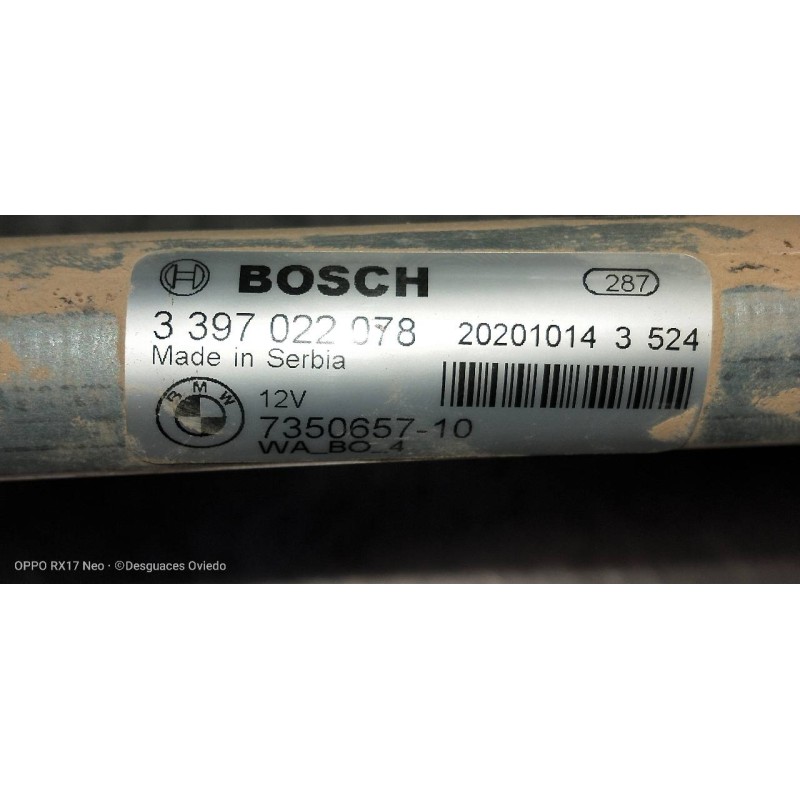 BOSCH
287
3 397 022 078
20201014 3 524
Made in Serbia
BMW
12V
7350657-10
WA_BO_4
OPPO RX17 Neo · ©Desguaces Oviedo